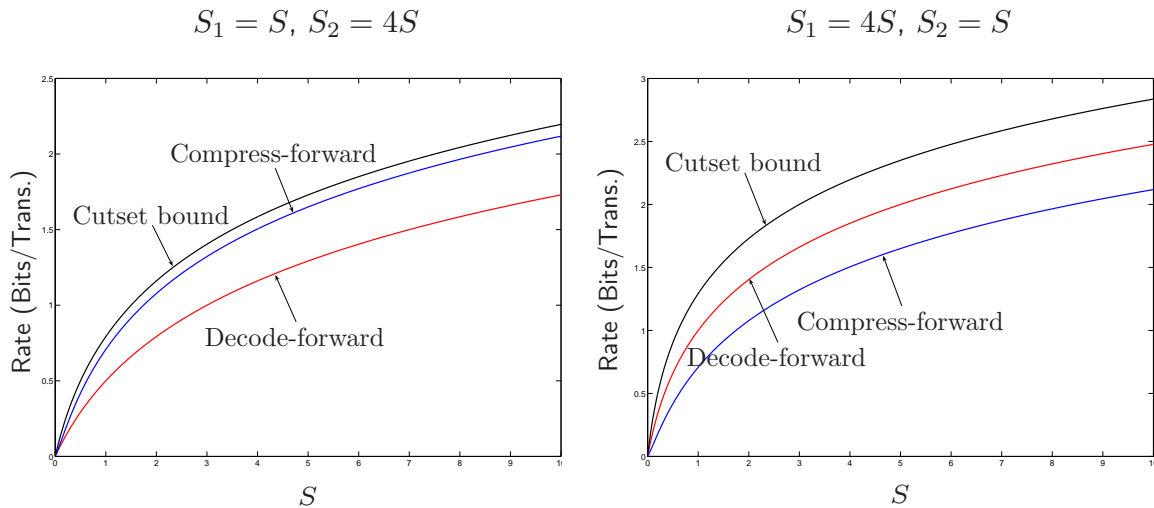 S₁ = S, S₂ = 4S
2.5
2
1.5
1
0.5
0
Rate (Bits/Trans.)
Compress-forward
Cutset bound
Decode-forward
0 1 2 3 4 5 6 7 8 9 10
S
S₁ = 4S, S₂ = S
3
2.5
2
1.5
1
0.5
0
Rate (Bits/Trans.)
Cutset bound
Compress-forward
Decode-forward
0 1 2 3 4 5 6 7 8 9 10
S